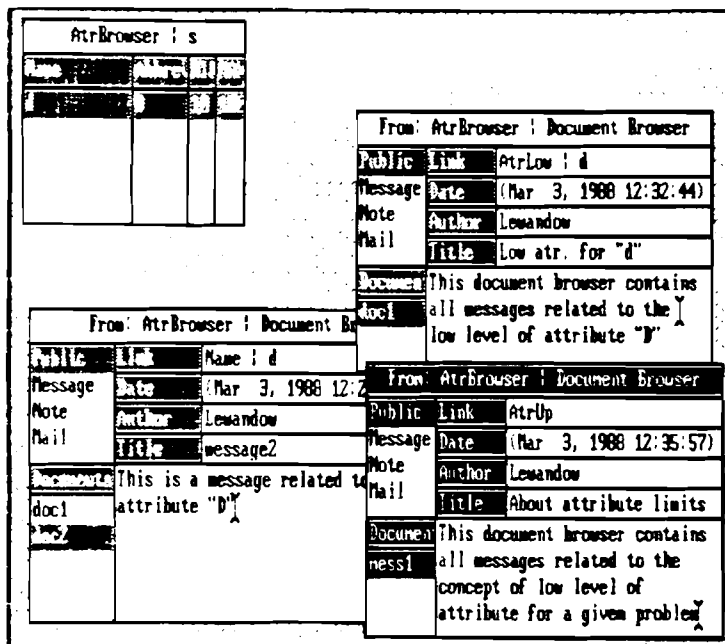 AtrBrowser | s
Name
d
From: AtrBrowser | Document Browser
Public Link AtrLow | d
Message Date (Mar 3, 1988 12:32:44)
Note Author Lewandow
Mail Title Low atr. for "d"
Documen This document browser contains
doc1 all messages related to the
low level of attribute "D"
From: AtrBrowser | Document Br
Public Link Name | d
Message Date (Mar 3, 1988 12:2
Note Author Lewandow
Mail Title message2
Documents This is a message related to
doc1 attribute "D"
doc2
From: AtrBrowser | Document Browser
Public Link AtrUp
Message Date (Mar 3, 1988 12:35:57)
Note Author Lewandow
Mail Title About attribute limits
Documen This document browser contains
mess1 all messages related to the
concept of low level of
attribute for a given problem